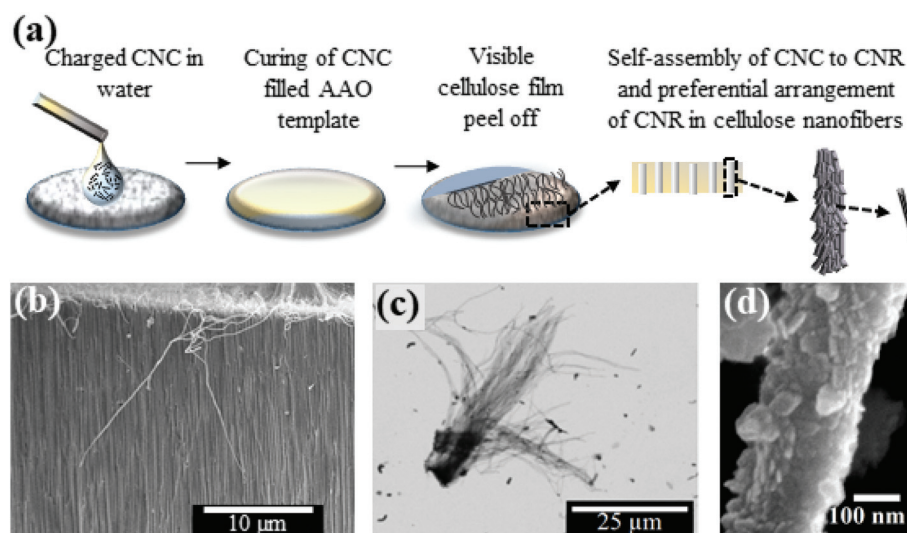 (a)
Charged CNC in
water
Curing of CNC
filled AAO
template
Visible
cellulose film
peel off
Self-assembly of CNC to CNR
and preferential arrangement
of CNR in cellulose nanofibers
(b)
10 µm
(c)
25 µm
(d)
100 nm